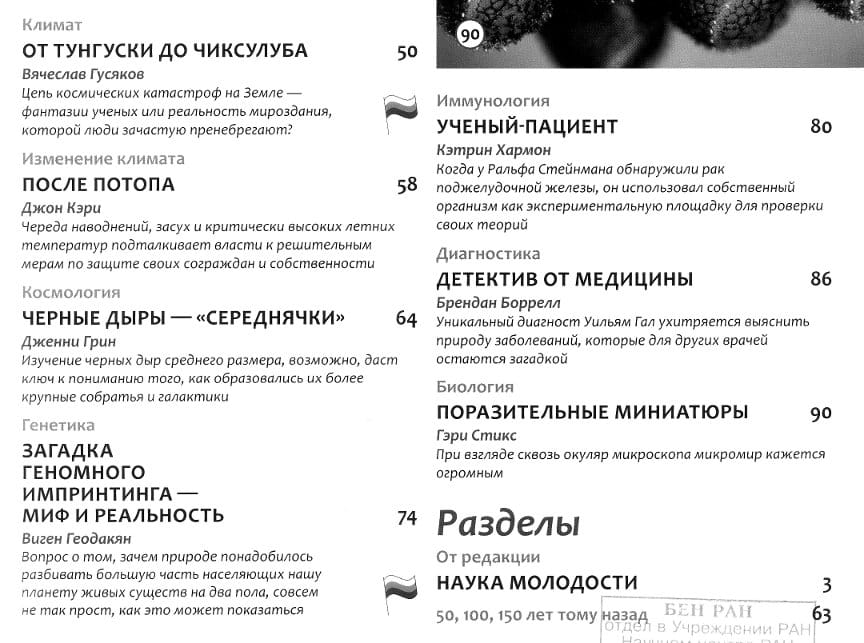 Климат
ОТ ТУНГУСКИ ДО ЧИКСУЛУБА 50
Вячеслав Гусяков
Цепь космических катастроф на Земле —
фантазии ученых или реальность мироздания,
которой люди зачастую пренебрегают?
Изменение климата
ПОСЛЕ ПОТОПА 58
Джон Кэри
Череда наводнений, засух и критически высоких летних
температур подталкивает власти к решительным
мерам по защите своих сограждан и собственности
Космология
ЧЕРНЫЕ ДЫРЫ — «СЕРЕДНЯЧКИ» 64
Дженни Грин
Изучение черных дыр среднего размера, возможно, даст
ключ к пониманию того, как образовались их более
крупные собратья и галактики
Генетика
ЗАГАДКА
ГЕНОМНОГО
ИМПРИНТИНГА —
МИФ И РЕАЛЬНОСТЬ 74
Виген Геодакян
Вопрос о том, зачем природе понадобилось
разбивать большую часть населяющих нашу
планету живых существ на два пола, совсем
не так прост, как это может показаться
90
Иммунология
УЧЕНЫЙ-ПАЦИЕНТ 80
Кэтрин Хармон
Когда у Ральфа Стейнмана обнаружили рак
поджелудочной железы, он использовал собственный
организм как экспериментальную площадку для проверки
своих теорий
Диагностика
ДЕТЕКТИВ ОТ МЕДИЦИНЫ 86
Брендан Боррелл
Уникальный диагност Уильям Гал ухитряется выяснить
природу заболеваний, которые для других врачей
остаются загадкой
Биология
ПОРАЗИТЕЛЬНЫЕ МИНИАТЮРЫ 90
Гэри Стикс
При взгляде сквозь окуляр микроскопа микромир кажется
огромным
Разделы
От редакции
НАУКА МОЛОДОСТИ 3
50, 100, 150 лет тому назад 63
БЕН РАН
отдел в Учреждении РАН